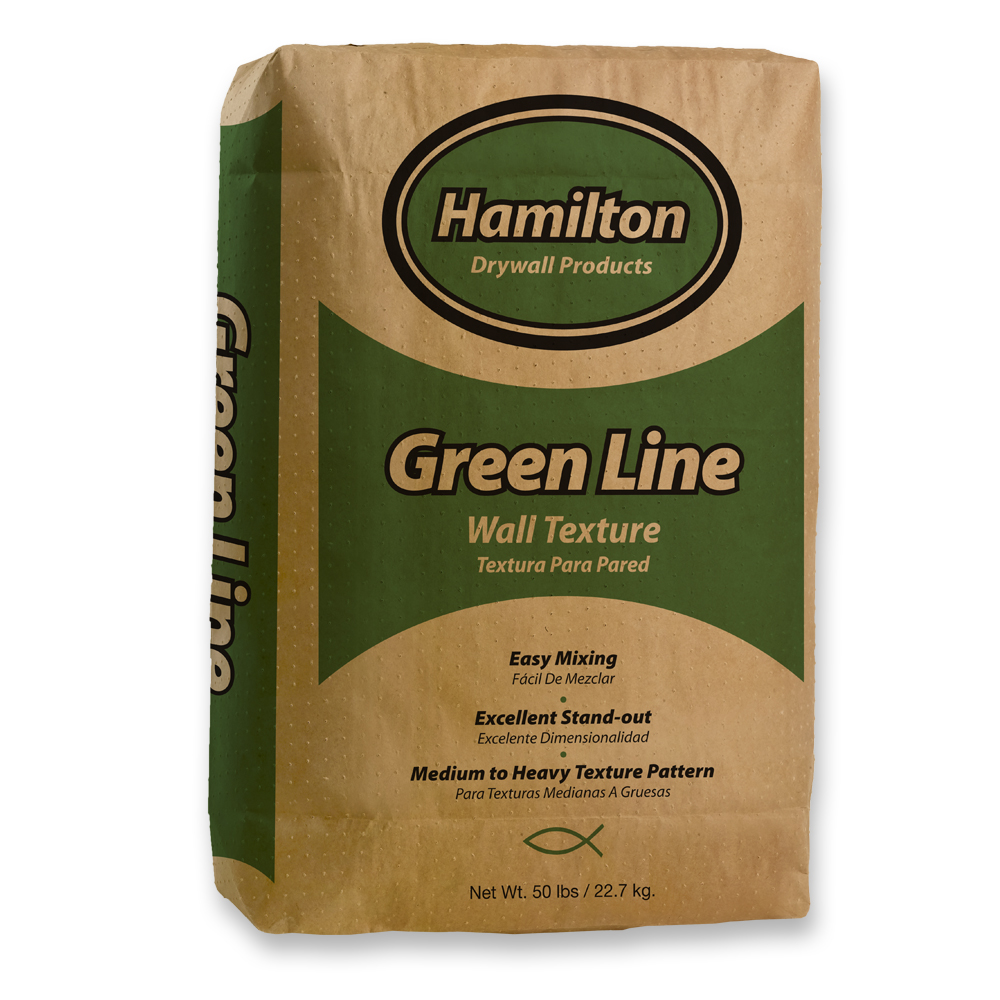 Hamilton
Drywall Products
Green Line
Wall Texture
Textura Para Pared
Easy Mixing
Fácil De Mezclar
Excellent Stand-out
Excelente Dimensionalidad
Medium to Heavy Texture Pattern
Para Texturas Medianas A Gruesas
Net Wt. 50 lbs / 22.7 kg.
Green Line